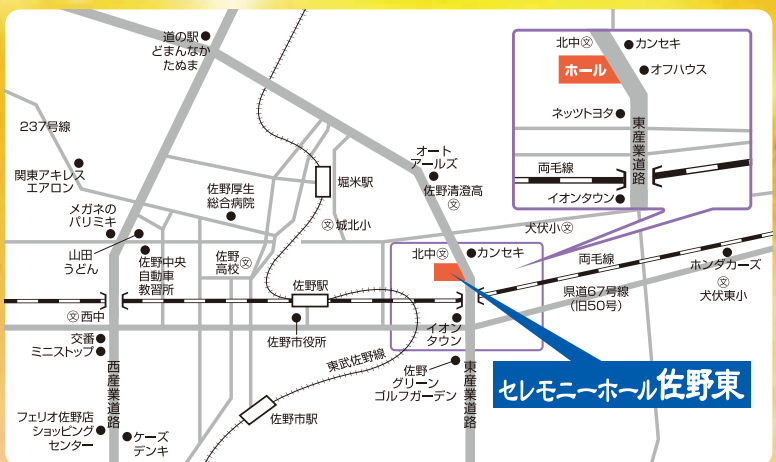 道の駅
どまんなか
たぬま
237号線
関東アキレス
エアロン
メガネの
パリミキ
山田
うどん
佐野中央
自動車
教習所
佐野厚生
総合病院
佐野
高校文
堀米駅
文城北小
オート
アールズ
佐野清澄高
文
北中文
カンセキ
ホール
オフハウス
ネッツトヨタ
東産業道路
両毛線
イオンタウン
犬伏小文
北中文
カンセキ
両毛線
ホンダカーズ
文
犬伏東小
県道67号線
(旧50号)
佐野駅
佐野市役所
文西中
交番
ミニストップ
西産業道路
フェリオ佐野店
ショッピング
センター
ケーズ
デンキ
東武佐野線
佐野市駅
イオン
タウン
佐野
グリーン
ゴルフガーデン
東産業道路
セレモニーホール佐野東